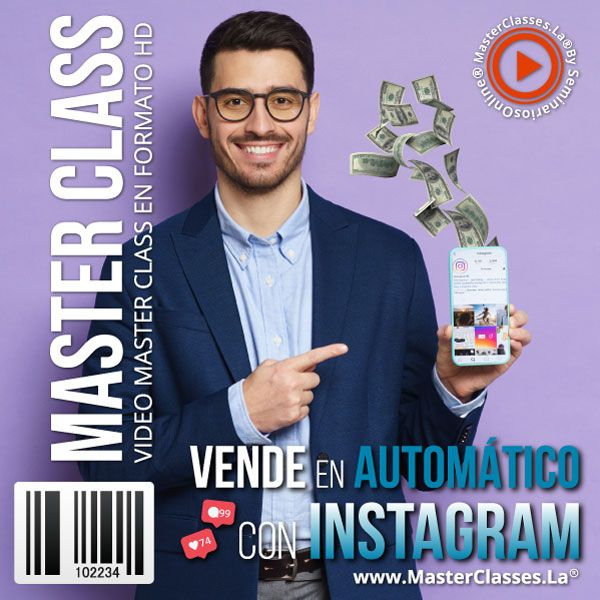 MASTER CLASS
VIDEO MASTER CLASS EN FORMATO HD
MasterClasses.La® By SeminariosOnline®
Instagram
VENDE EN AUTOMÁTICO
CON INSTAGRAM
99
74
102234
www.MasterClasses.La®